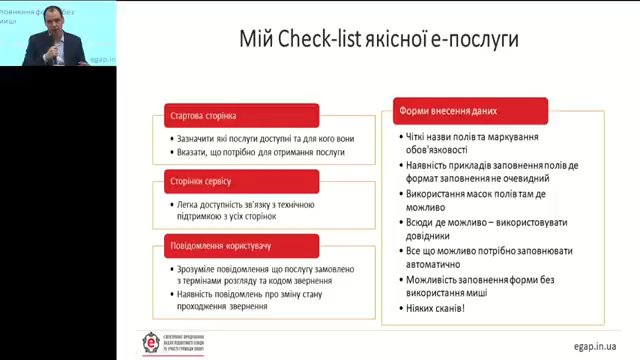 повнення форми без
миші
egap.in
Мій Check-list якісної е-послуги
Стартова сторінка
• Зазначити які послуги доступні та для кого вони
• Вказати, що потрібно для отримання послуги
Сторінки сервісу
• Легка доступність зв'язку з технічною
підтримкою з усіх сторінок
Повідомлення користувачу
• Зрозуміле повідомлення що послугу замовлено
з термінами розгляду та кодом звернення
• Наявність повідомлень про зміну стану
проходження звернення
Форми внесення даних
• Чіткі назви полів та маркування
обов'язковості
• Наявність прикладів заповнення полів де
формат заповнення не очевидний
• Використання масок полів там де
можливо
• Всюди де можливо – використовувати
довідники
• Все що можливо потрібно заповнювати
автоматично
• Можливість заповнення форми без
використання миші
• Ніяких сканів!
egap.in.ua